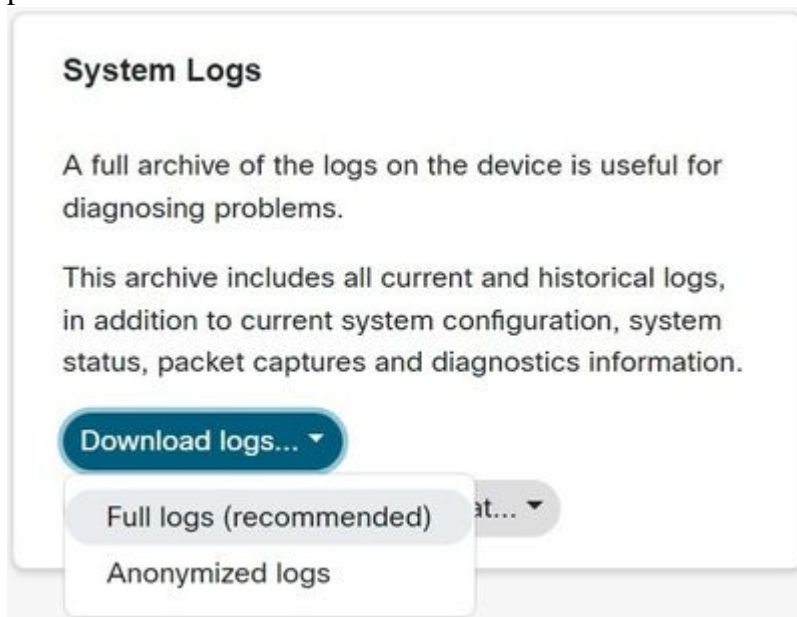 System Logs
A full archive of the logs on the device is useful for
diagnosing problems.
This archive includes all current and historical logs,
in addition to current system configuration, system
status, packet captures and diagnostics information.
Download logs...
Full logs (recommended)
at...
Anonymized logs